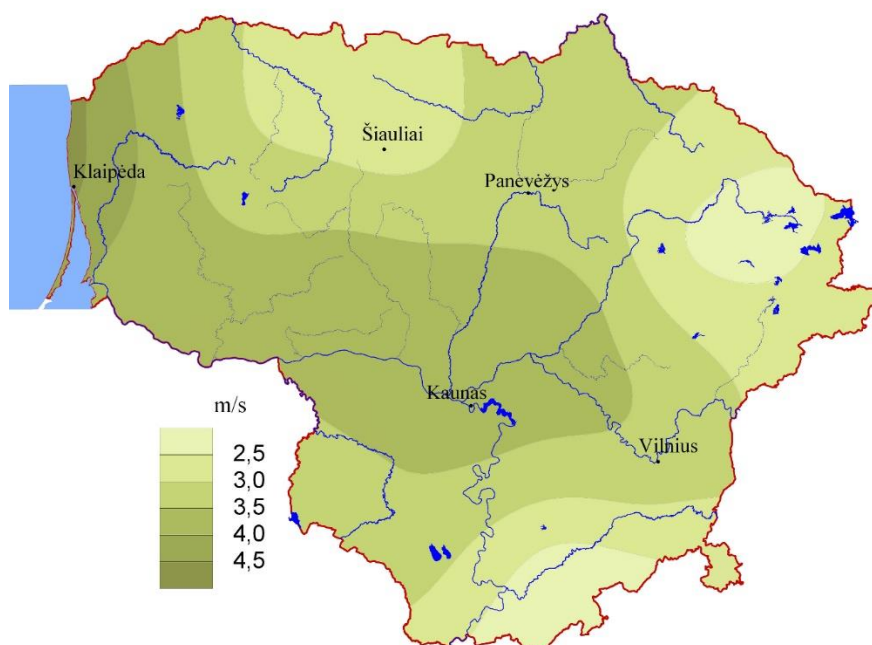 Šiauliai
Klaipėda
Panevėžys
Kaunas
m/s
Vilnius
2,5
3,0
3,5
4,0
4,5